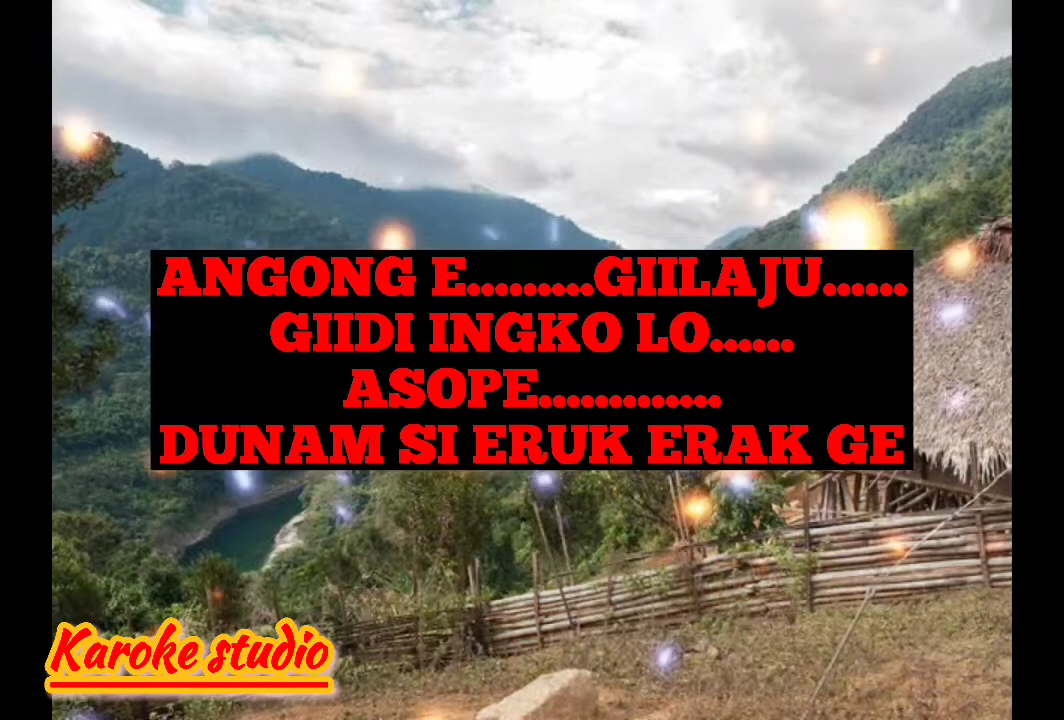 ANGONG E.........GIILAJU......
GIIDI INGKO LO......
ASOPE.............
DUNAM SI ERUK ERAK GE
Karoke studio